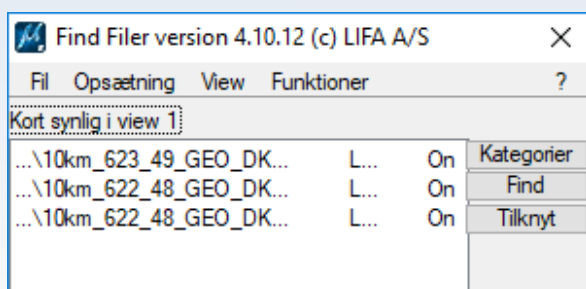 Find Filer version 4.10.12 (c) LIFA A/S
Fil Opsætning View Funktioner ?
Kort synlig i view 1
...\10km_623_49_GEO_DK... L... On Kategorier
...\10km_622_48_GEO_DK... L... On Find
...\10km_622_48_GEO_DK... L... On Tilknyt